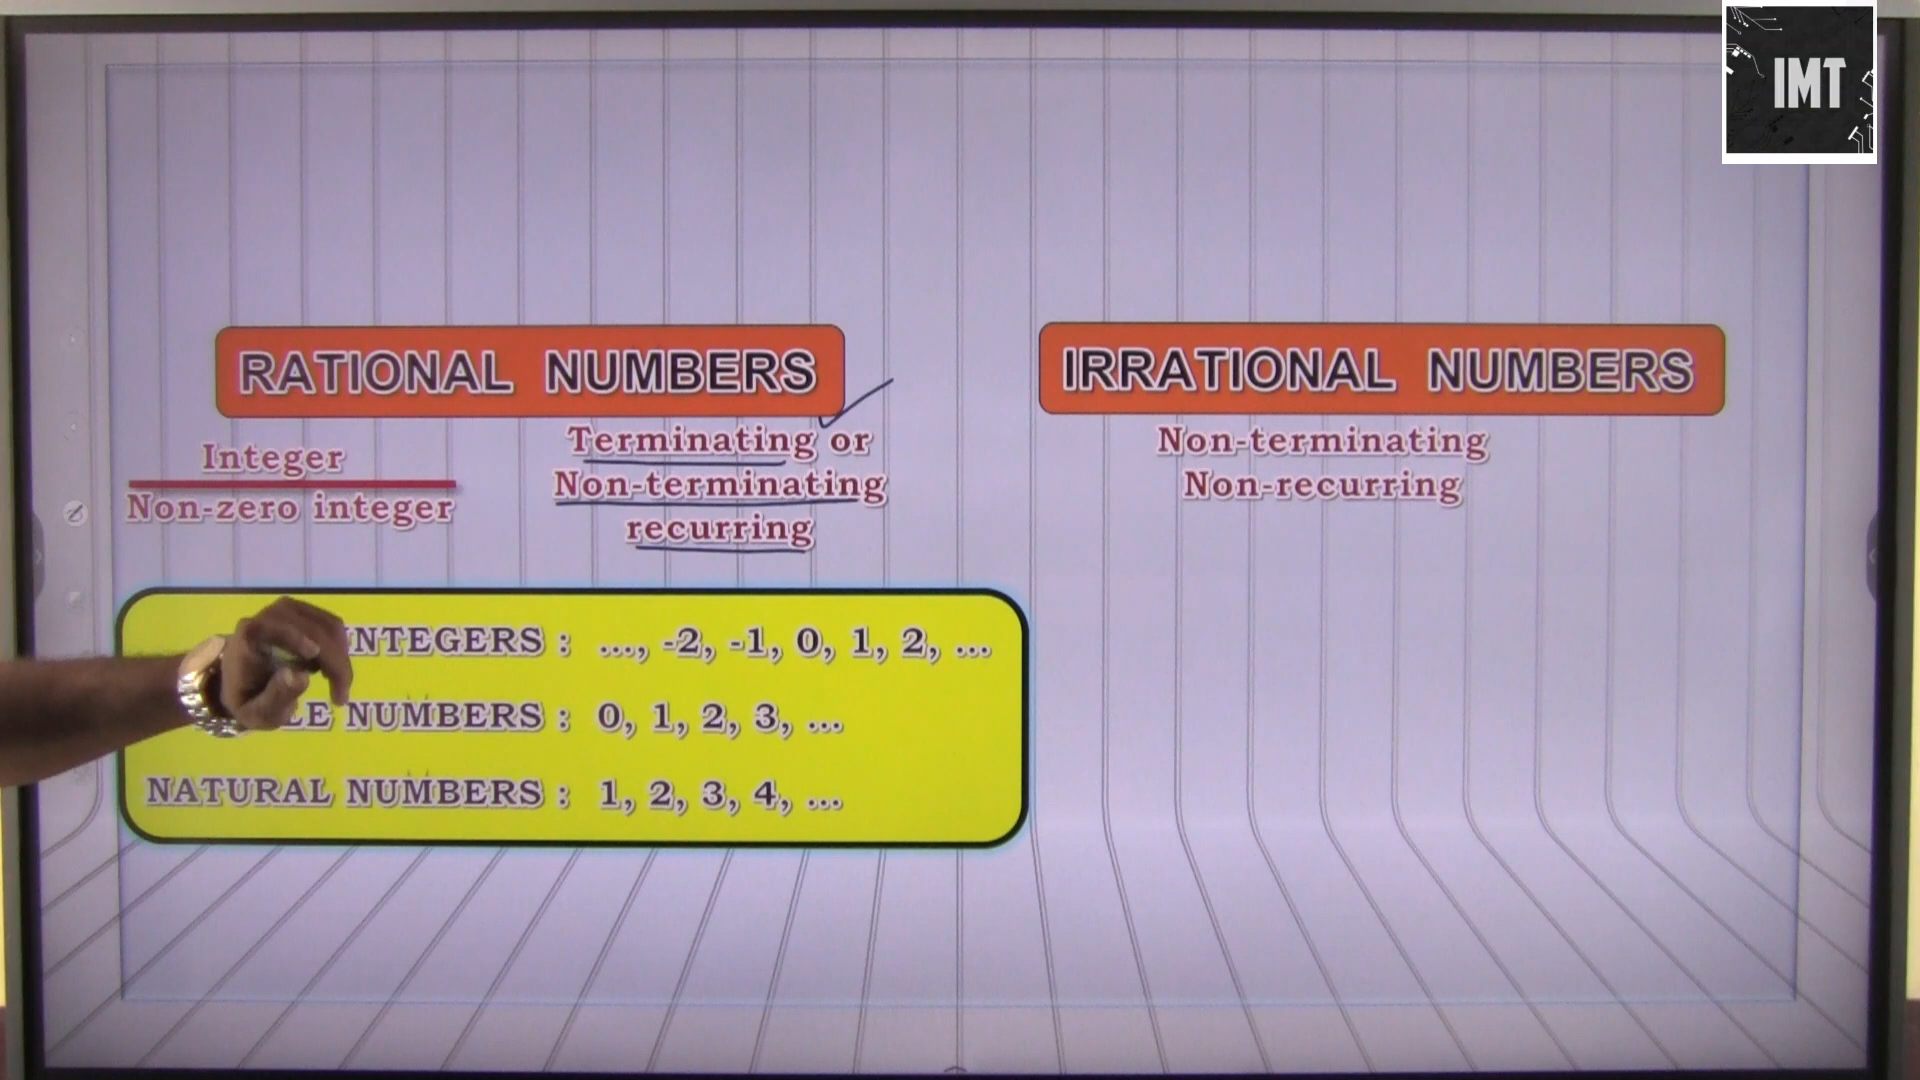 IMT
RATIONAL NUMBERS
IRRATIONAL NUMBERS
Integer
Non-zero integer
Terminating or
Non-terminating
recurring
Non-terminating
Non-recurring
INTEGERS : ..., -2, -1, 0, 1, 2, ...
NUMBERS : 0, 1, 2, 3, ...
NATURAL NUMBERS : 1, 2, 3, 4, ...